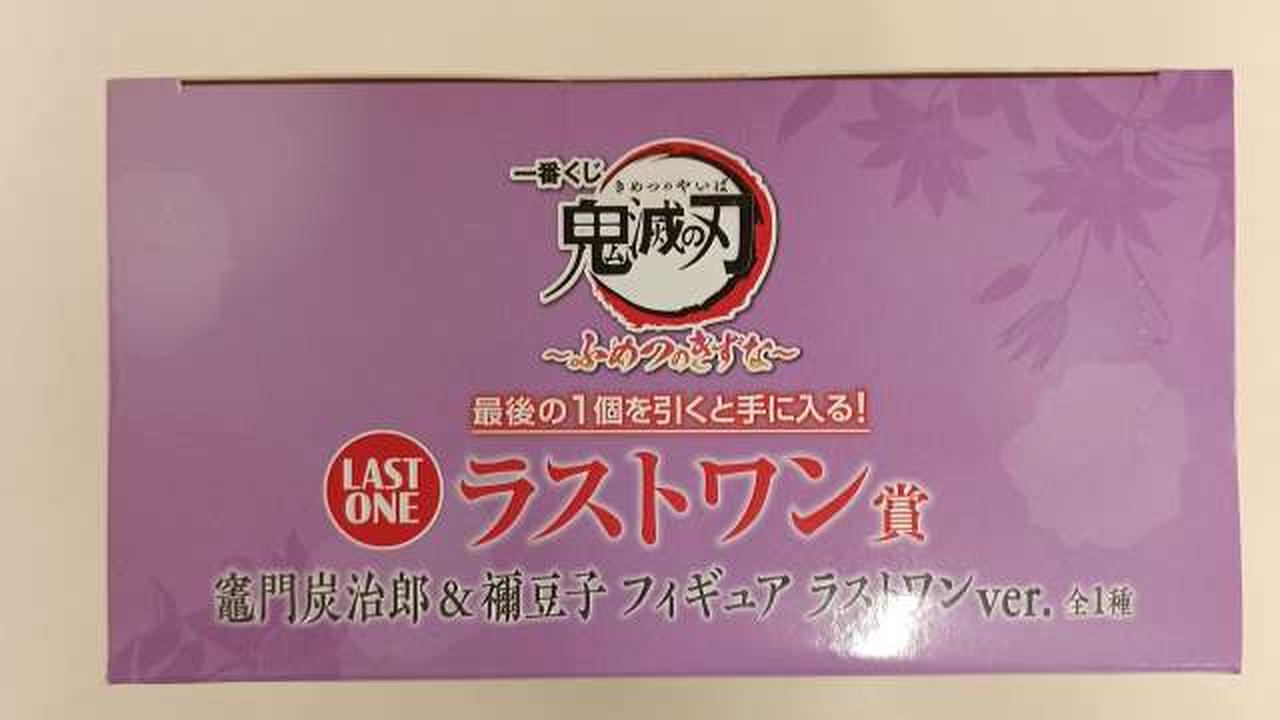 一番くじ
きめつのやいば
鬼滅の刃
～ふめつのきずな～
最後の1個を引くと手に入る!
LAST ONE ラストワン賞
竈門炭治郎&禰豆子 フィギュア ラストワンver. 全1種